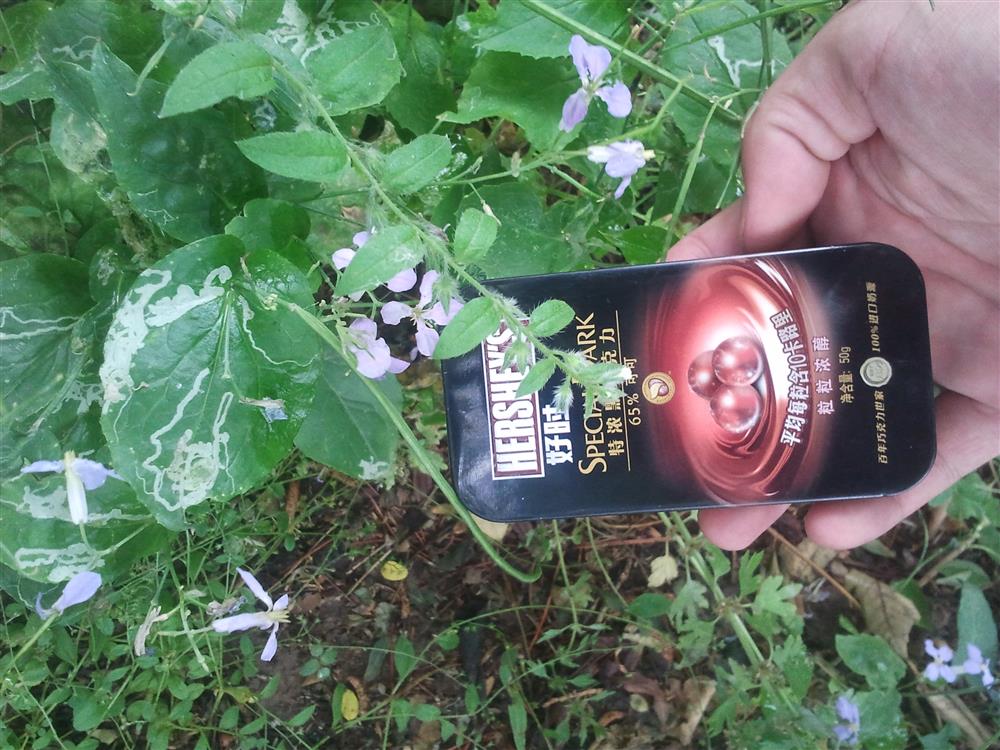 HERSHEY'S
好时
SPECIAL DARK
特浓黑巧克力
65%
可可
平均每粒含10卡路里
粒粒浓醇
净含量: 50g
百年巧克力世家
100%进口奶源